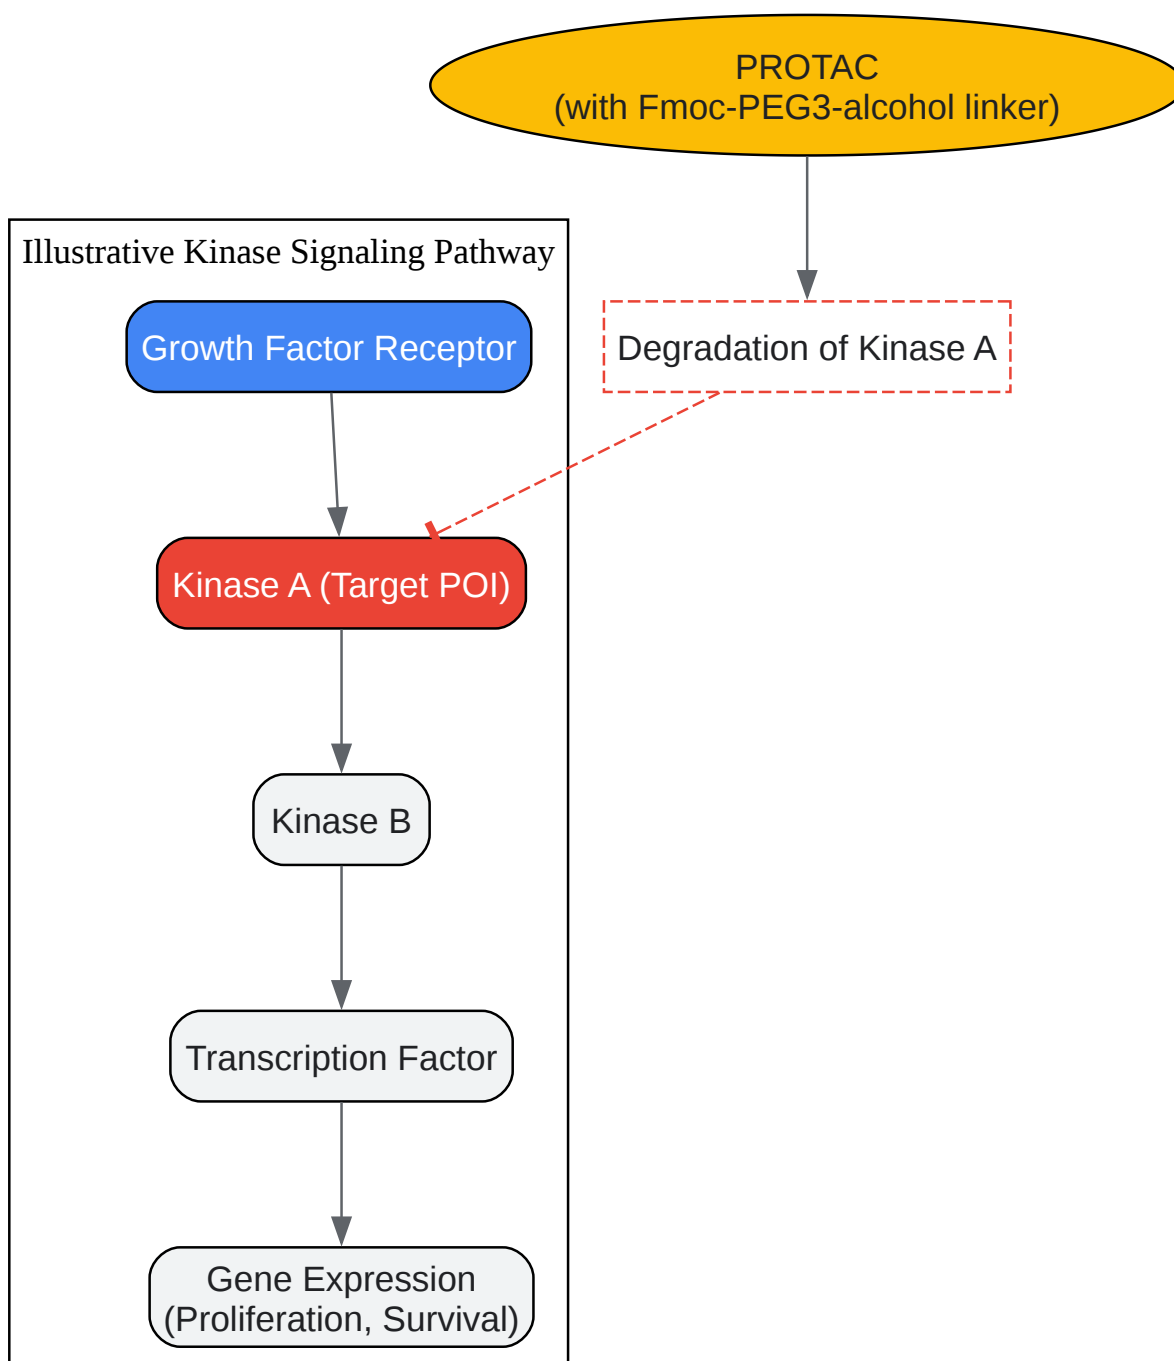 PROTAC
(with Fmoc-PEG3-alcohol linker)
Illustrative Kinase Signaling Pathway
Growth Factor Receptor
Degradation of Kinase A
Kinase A (Target POI)
Kinase B
Transcription Factor
Gene Expression
(Proliferation, Survival)